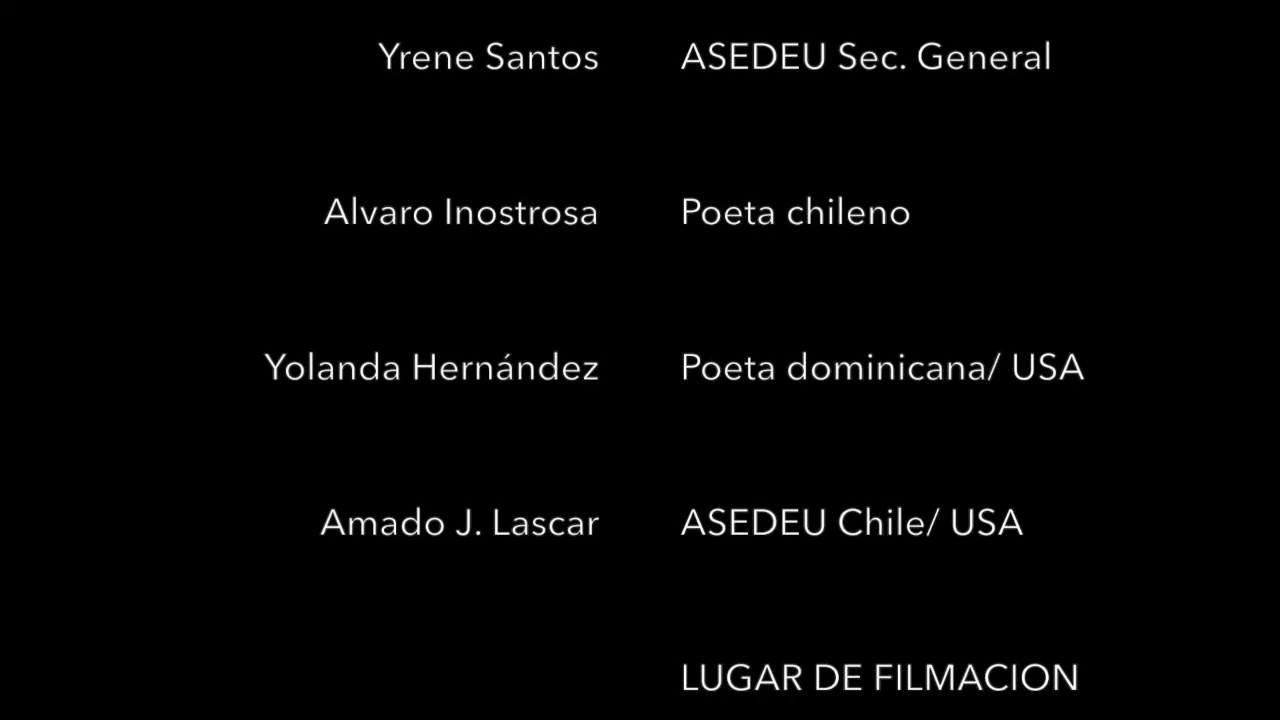 Yrene Santos ASEDEU Sec. General
Alvaro Inostrosa Poeta chileno
Yolanda Hernández Poeta dominicana/ USA
Amado J. Lascar ASEDEU Chile/ USA
LUGAR DE FILMACION